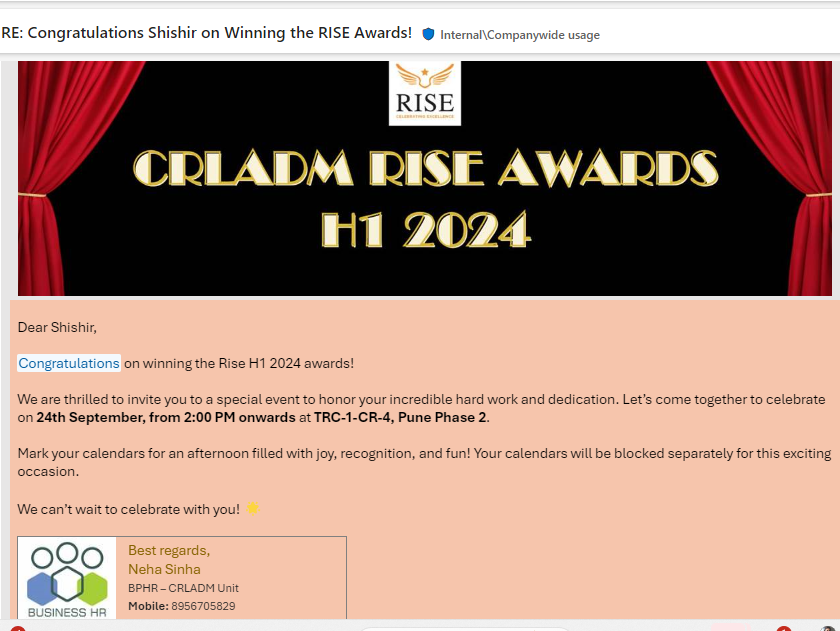 RE: Congratulations Shishir on Winning the RISE Awards! Internal\Companywide usage
RISE
CELEBRATING EXCELLENCE
CRLADM RISE AWARDS
H1 2024
Dear Shishir,
Congratulations on winning the Rise H1 2024 awards!
We are thrilled to invite you to a special event to honor your incredible hard work and dedication. Let’s come together to celebrate
on 24th September, from 2:00 PM onwards at TRC-1-CR-4, Pune Phase 2.
Mark your calendars for an afternoon filled with joy, recognition, and fun! Your calendars will be blocked separately for this exciting
occasion.
We can’t wait to celebrate with you!
Best regards,
Neha Sinha
BPHR – CRLADM Unit
Mobile: 8956705829
BUSINESS HR